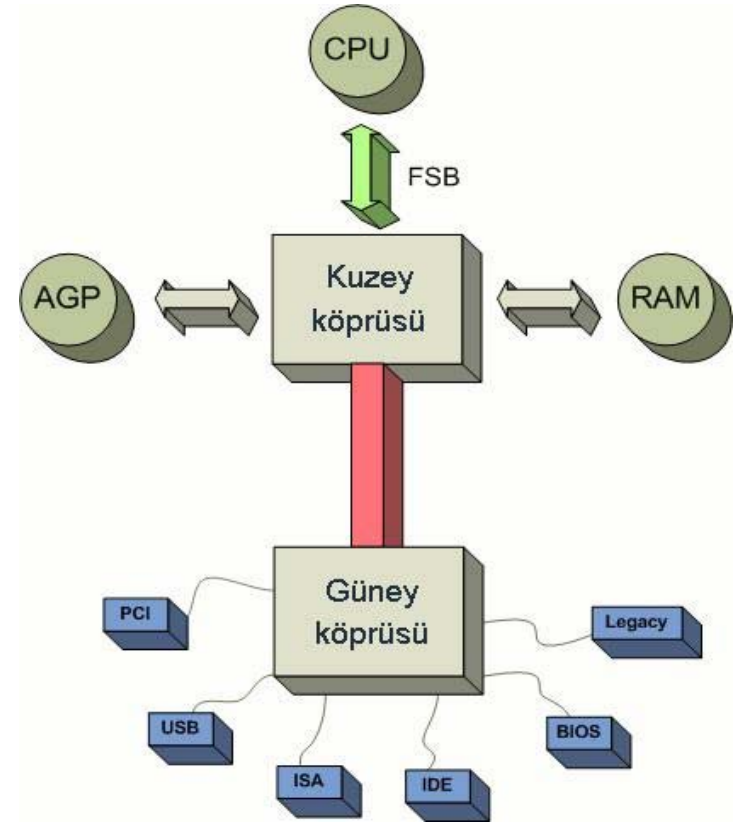 CPU
FSB
AGP
Kuzey
köprüsü
RAM
Güney
köprüsü
PCI
Legacy
USB
BIOS
ISA
IDE